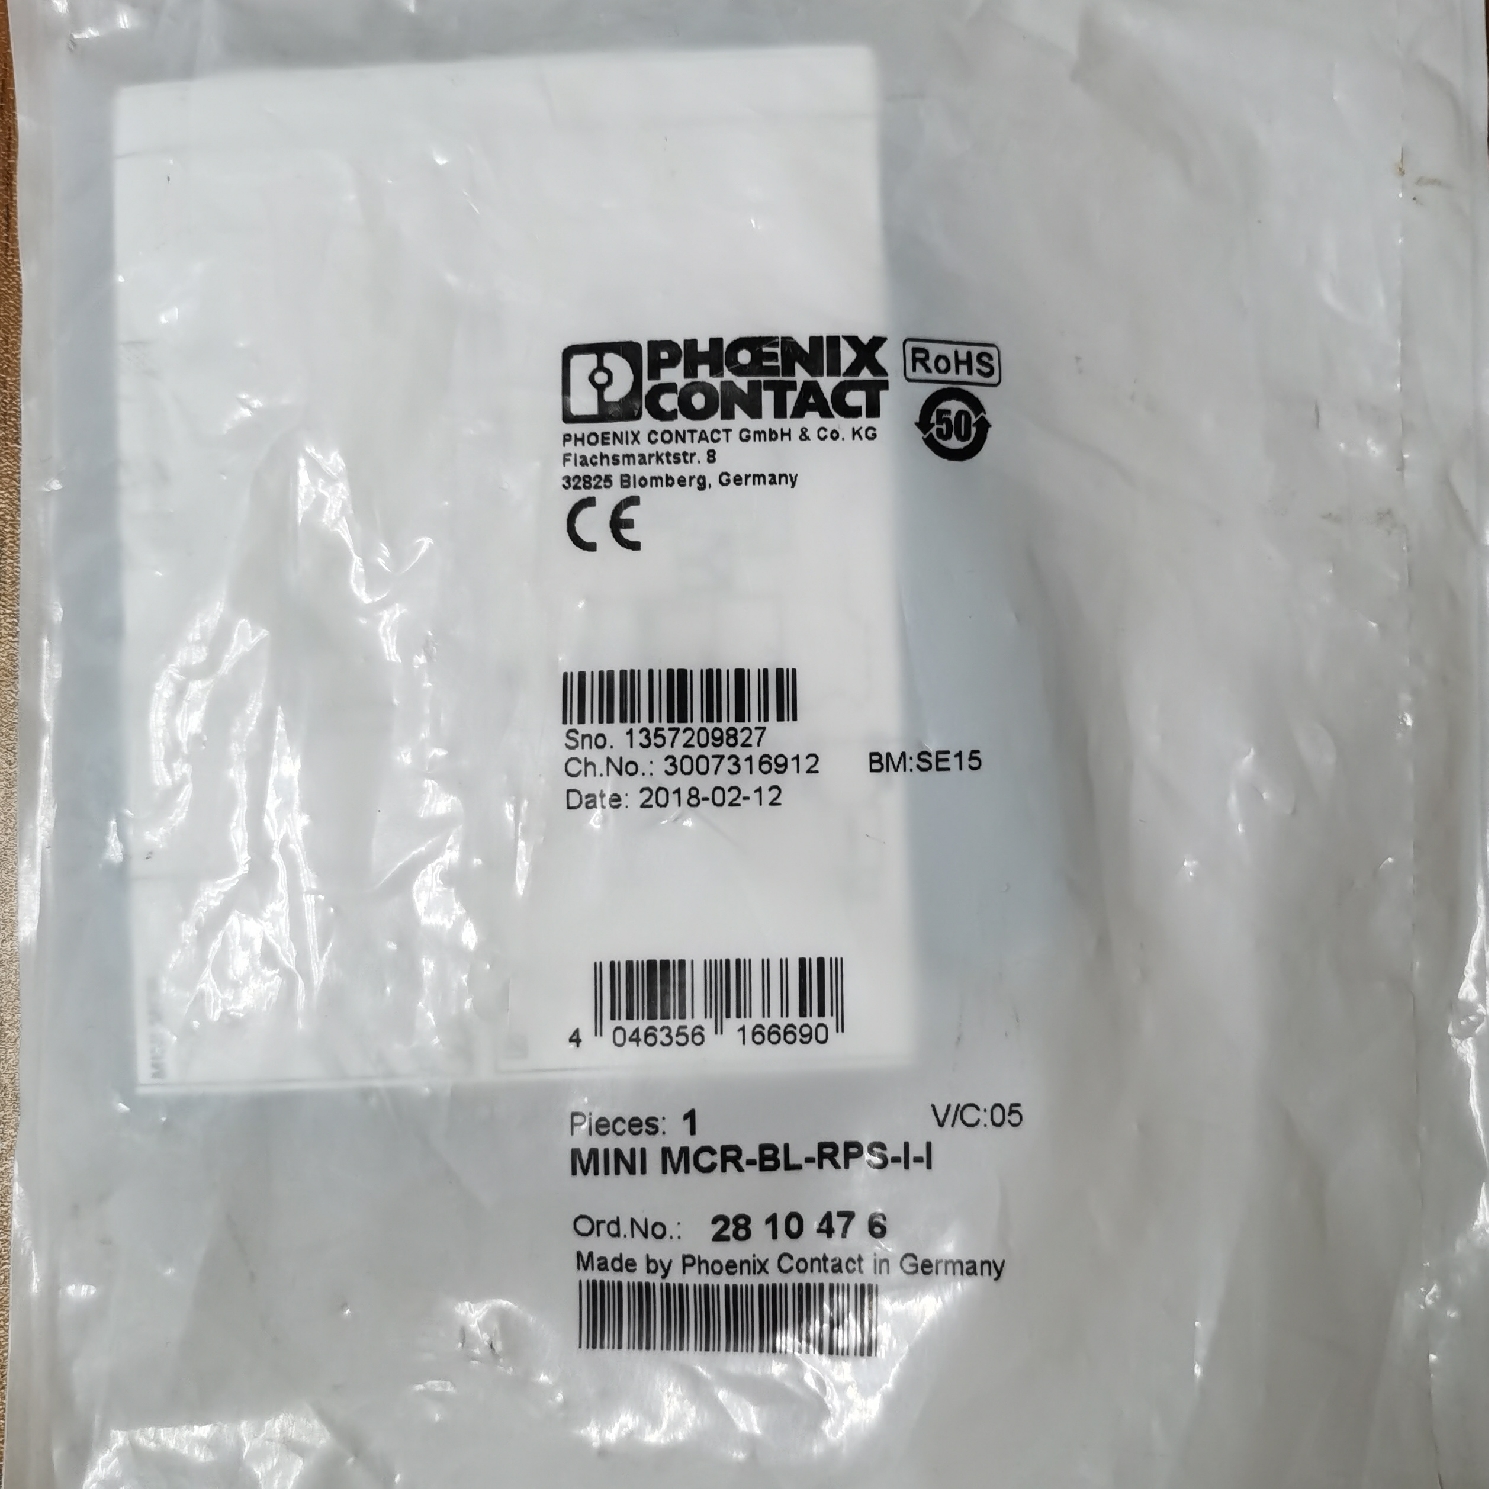 PHŒNIX
CONTACT
RoHS
50
PHOENIX CONTACT GmbH & Co. KG
Flachsmarktstr. 8
32825 Blomberg, Germany
CE
Sno. 1357209827
Ch.No.: 3007316912 BM:SE15
Date: 2018-02-12
4 046356 166690
Pieces: 1 V/C:05
MINI MCR-BL-RPS-I-I
Ord.No.: 28 10 47 6
Made by Phoenix Contact in Germany